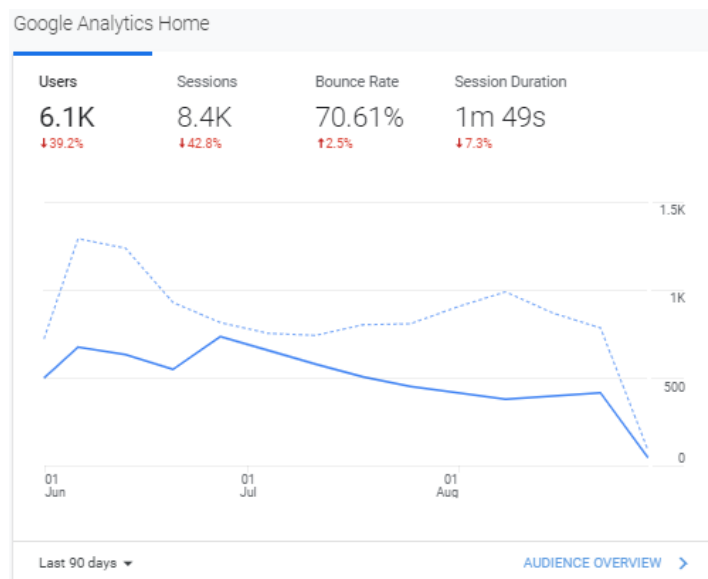 Google Analytics Home
Users Sessions Bounce Rate Session Duration
6.1K 8.4K 70.61% 1m 49s
↓39.2% ↓42.8% ↑2.5% ↓7.3%
1.5K
1K
500
0
01 01 01
Jun Jul Aug
Last 90 days AUDIENCE OVERVIEW